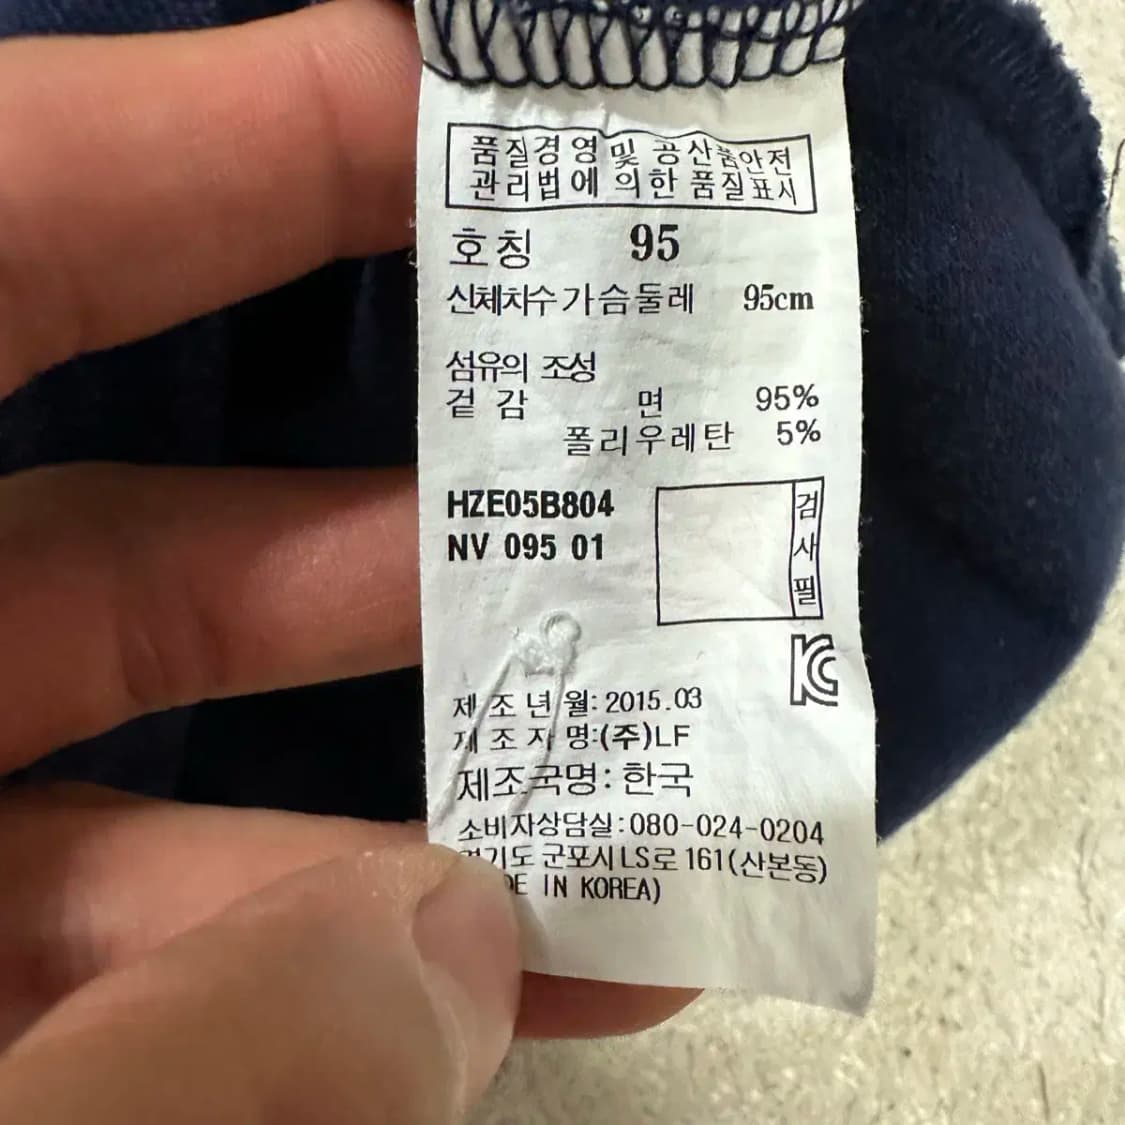 품질경영 및 공산품안전
관리법에 의한 품질표시
호칭 95
신체치수 가슴둘레 95cm
섬유의 조성
겉감 면 95%
폴리우레탄 5%
HZE05B804
NV 095 01
검사필
KC
제조년월: 2015.03
제조자명:(주)LF
제조국명: 한국
소비자상담실:080-024-0204
군포시 LS로 161(산본동)
IN KOREA)